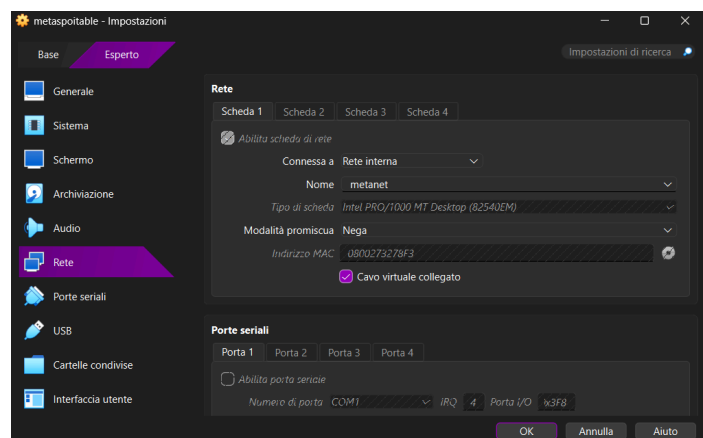 metaspoitable - Impostazioni
Base Esperto Impostazioni di ricerca
Generale
Sistema
Schermo
Archiviazione
Audio
Rete
Porte seriali
USB
Cartelle condivise
Interfaccia utente
Rete
Scheda 1 Scheda 2 Scheda 3 Scheda 4
Abilita scheda di rete
Connessa a Rete interna
Nome metanet
Tipo di scheda Intel PRO/1000 MT Desktop (82540EM)
Modalità promiscua Nega
Indirizzo MAC 0800273278F3
Cavo virtuale collegato
Porte seriali
Porta 1 Porta 2 Porta 3 Porta 4
Abilita porta seriale
Numero di porta COM1 IRQ 4 Porta I/O 0x3F8
OK Annulla Aiuto